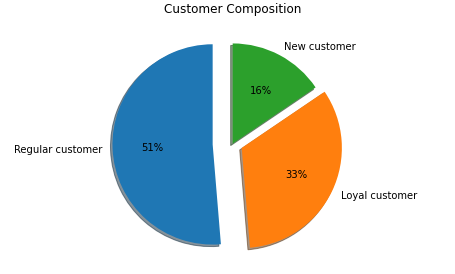 Customer Composition
New customer
16%
Regular customer
51%
33%
Loyal customer